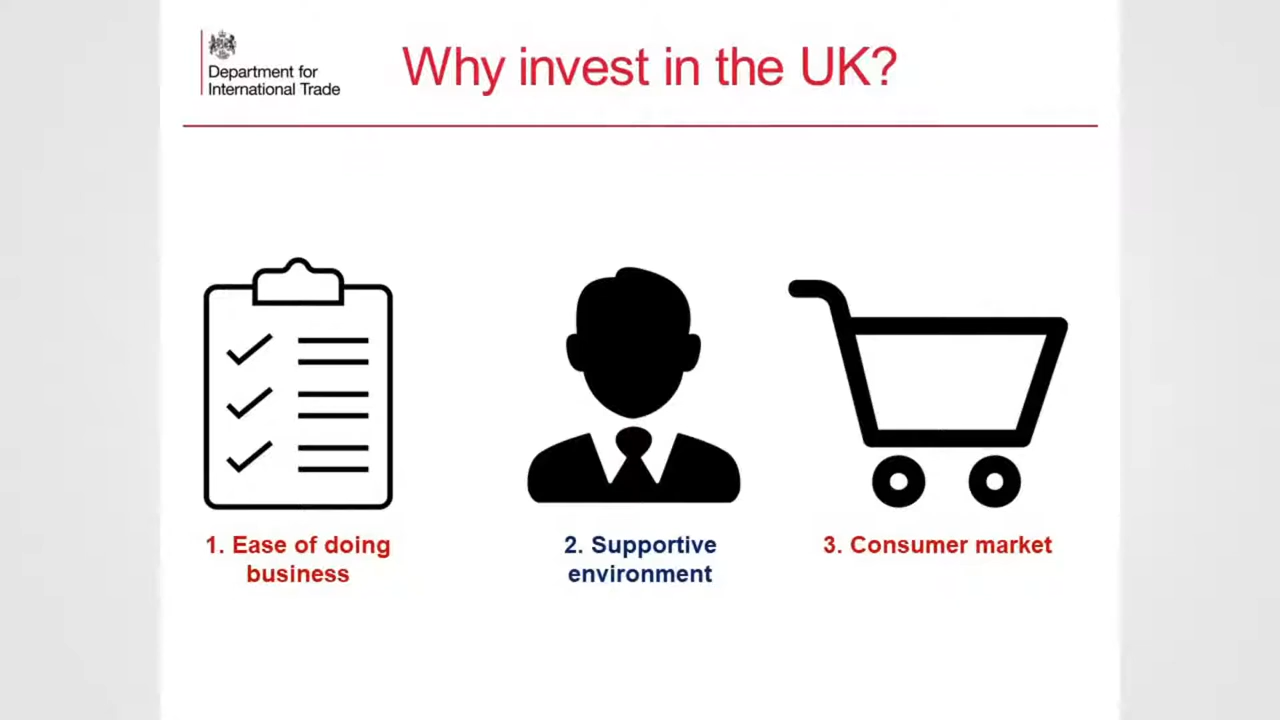 Department for
International Trade
Why invest in the UK?
1. Ease of doing
business
2. Supportive
environment
3. Consumer market